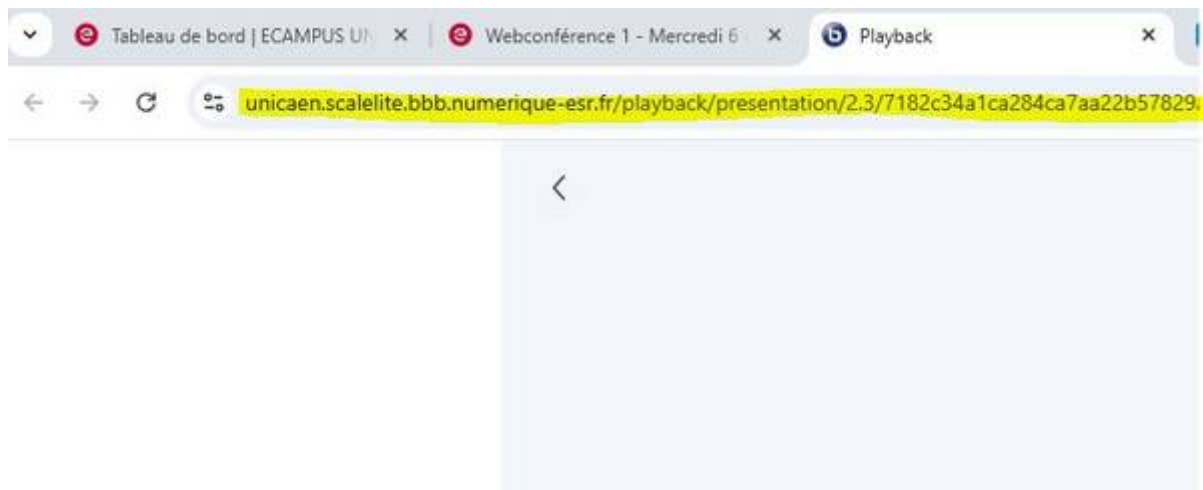 Tableau de bord | ECAMPUS UN
Webconférence 1 - Mercredi 6
Playback
unicaen.scalelite.bbb.numerique-esr.fr/playback/presentation/2.3/7182c34a1ca284ca7aa22b57829